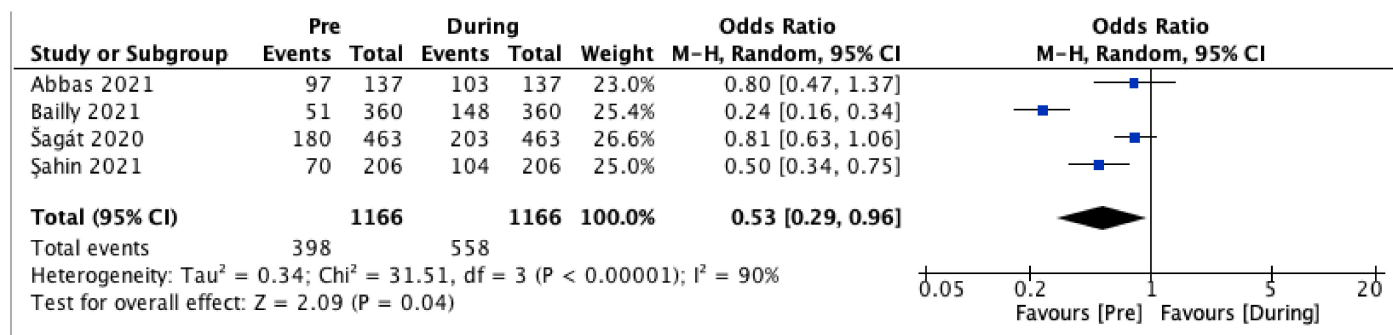 Pre During Odds Ratio Odds Ratio
Study or Subgroup Events Total Events Total Weight M-H, Random, 95% CI M-H, Random, 95% CI
Abbas 2021 97 137 103 137 23.0% 0.80 [0.47, 1.37]
Bailly 2021 51 360 148 360 25.4% 0.24 [0.16, 0.34]
Šagát 2020 180 463 203 463 26.6% 0.81 [0.63, 1.06]
Şahin 2021 70 206 104 206 25.0% 0.50 [0.34, 0.75]
Total (95% CI) 1166 1166 100.0% 0.53 [0.29, 0.96]
Total events 398 558
Heterogeneity: Tau² = 0.34; Chi² = 31.51, df = 3 (P < 0.00001); I² = 90%
Test for overall effect: Z = 2.09 (P = 0.04)
0.05 0.2 1 5 20
Favours [Pre] Favours [During]